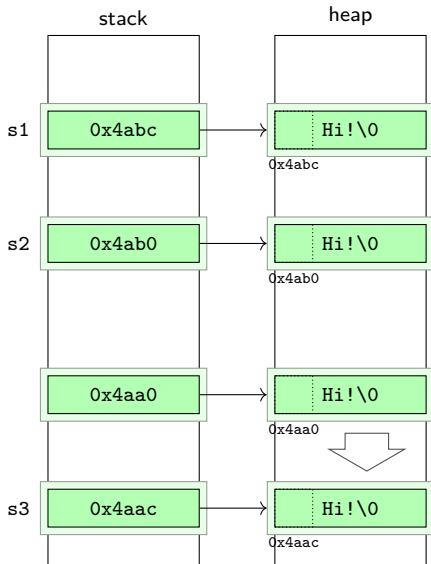 stack heap
s1 0x4abc Hi!\0
0x4abc
s2 0x4ab0 Hi!\0
0x4ab0
0x4aa0 Hi!\0
0x4aa0
s3 0x4aac Hi!\0
0x4aac